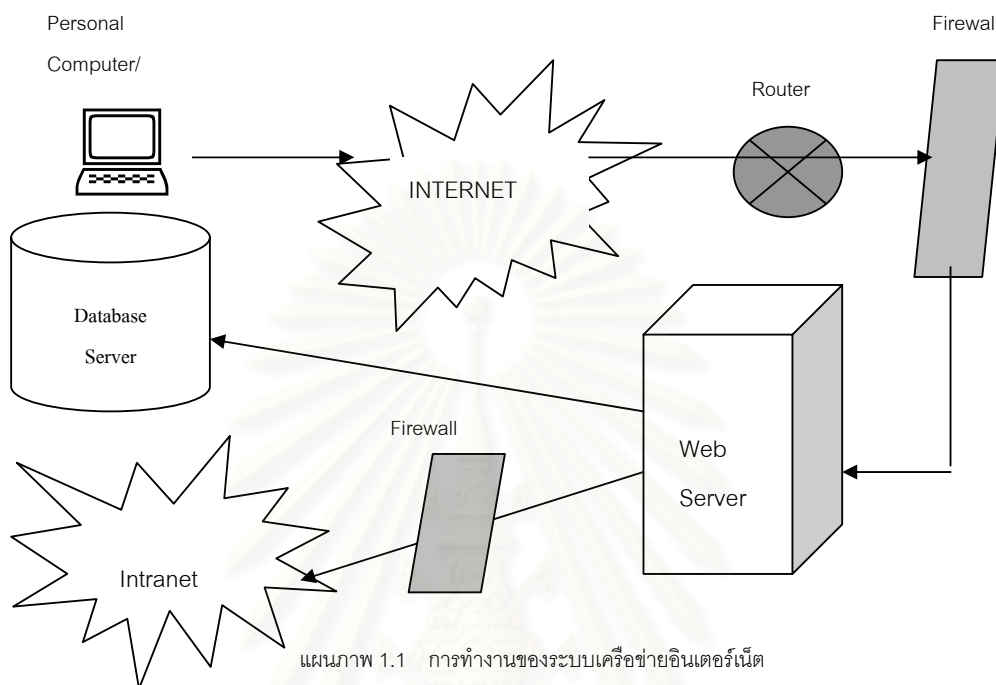 Personal
Computer/
Firewal
Router
INTERNET
Database
Server
Firewall
Web
Server
Intranet
แผนภาพ 1.1 การทำงานของระบบเครือข่ายอินเตอร์เน็ต